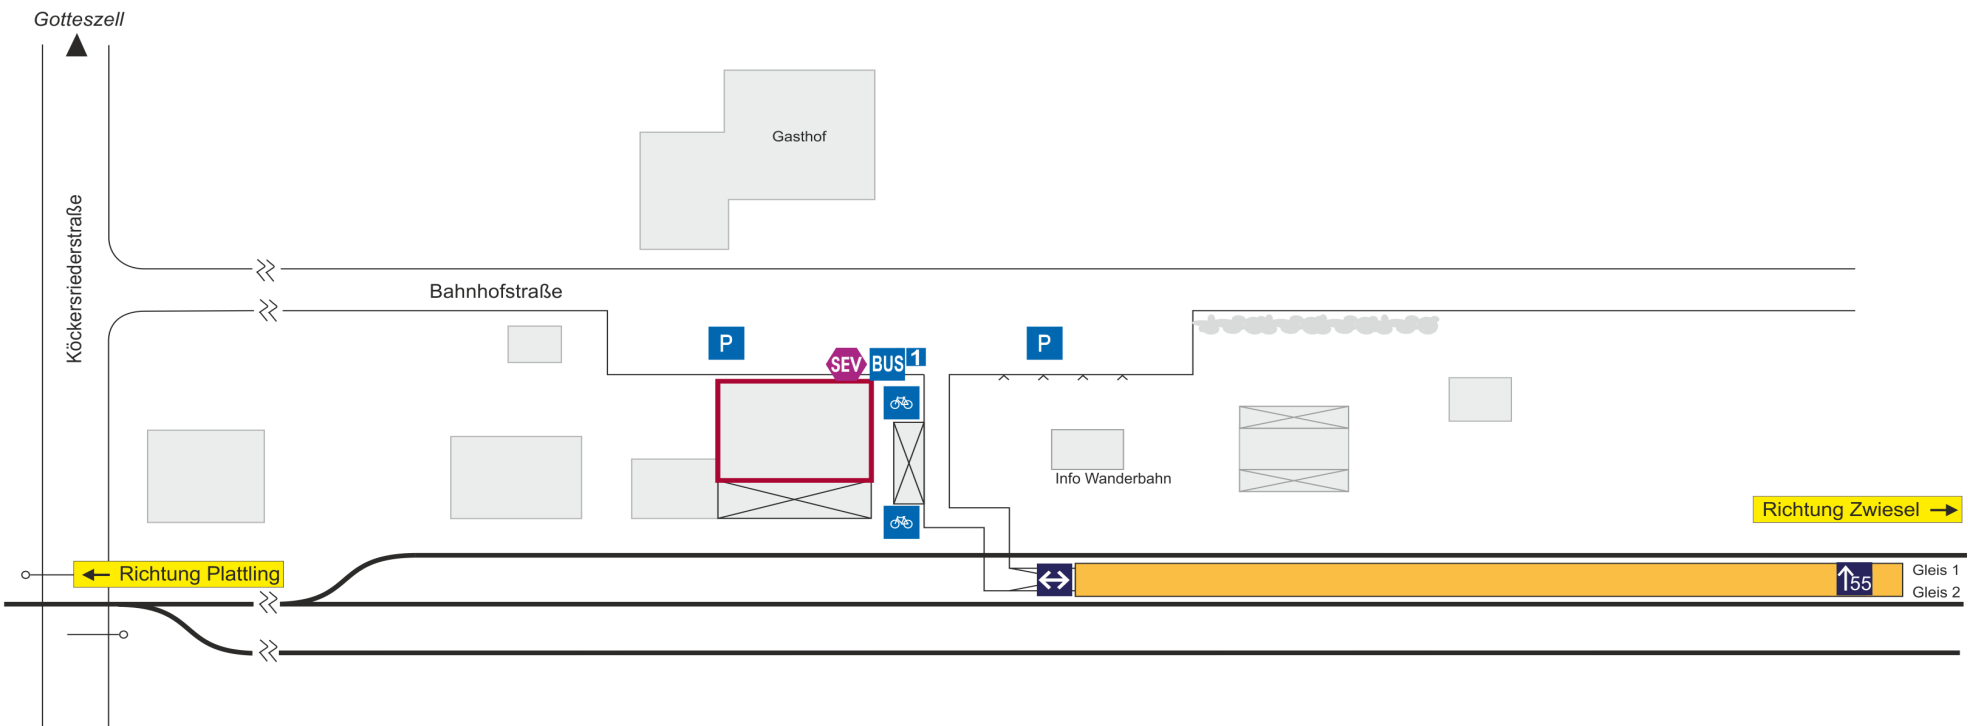 Gotteszell
Gasthof
Köckersriederstraße
Bahnhofstraße
P
P
SEV
BUS 1
Info Wanderbahn
Richtung Zwiesel
Richtung Plattling
55
Gleis 1
Gleis 2